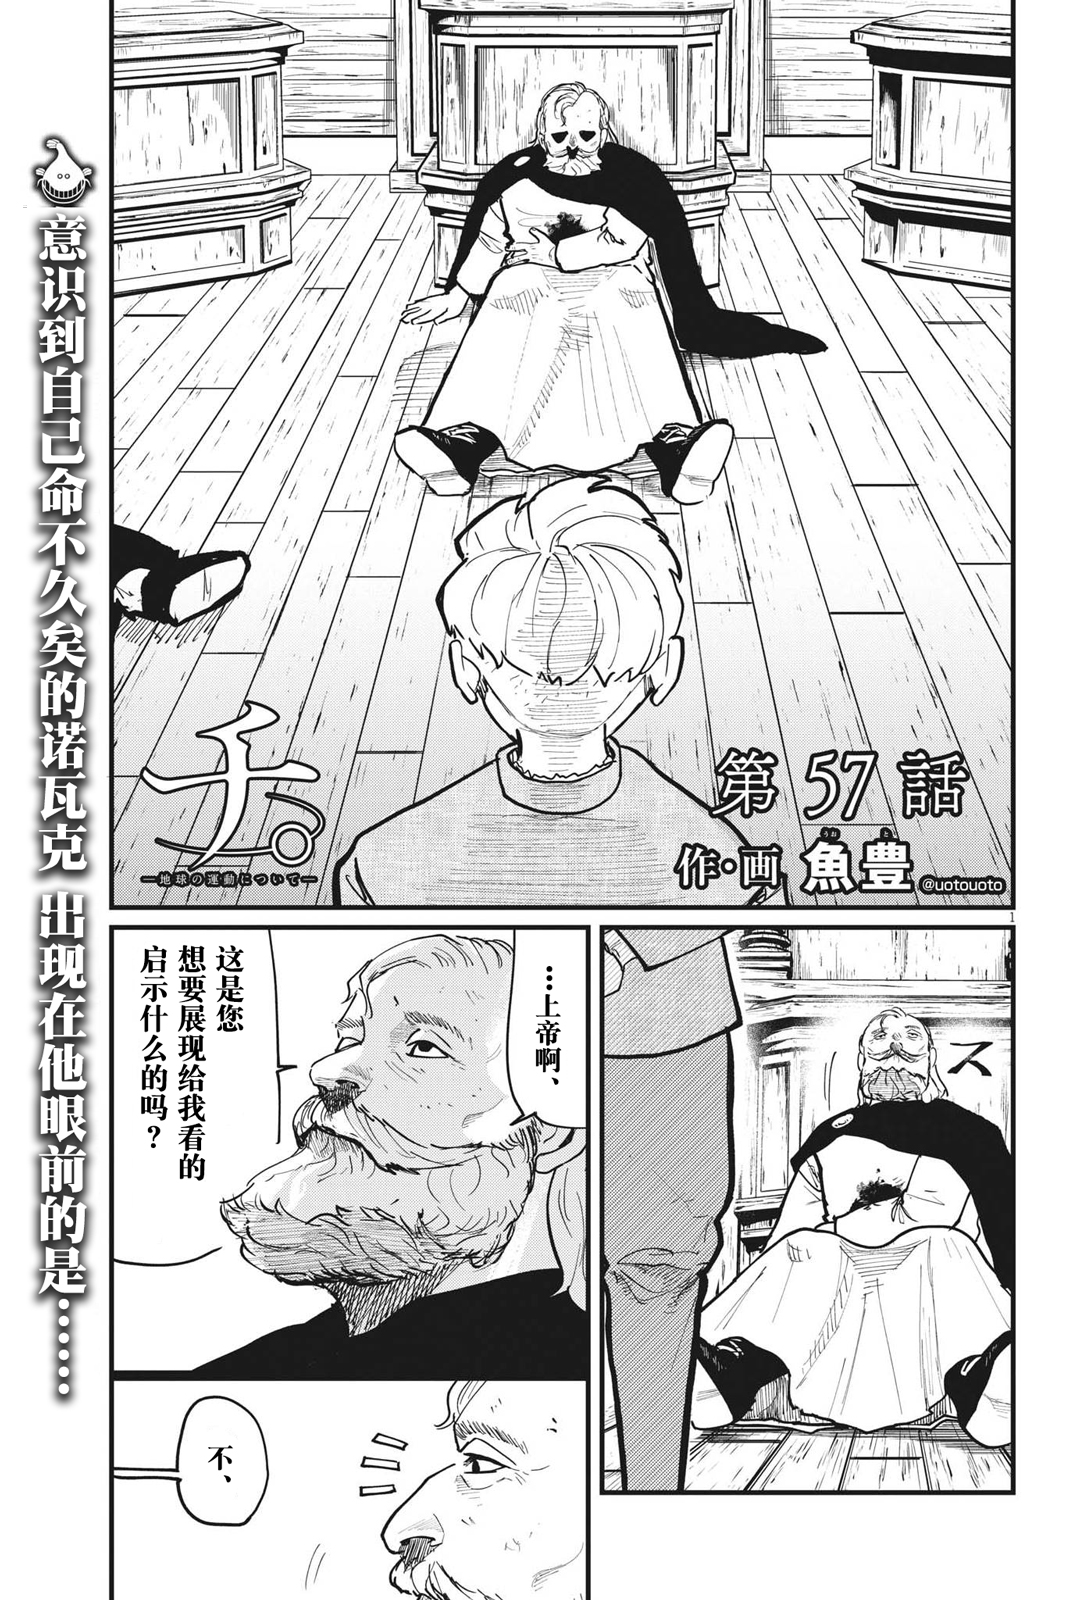 意识到自己命不久矣的诺瓦克 出现在他眼前的是……
チ。
―地球の運動について―
第57話
作・画 魚豊 @uotouoto
うお と
1
ス
…上帝啊、
这是您
想要展现给我看的
启示什么的吗？
不、